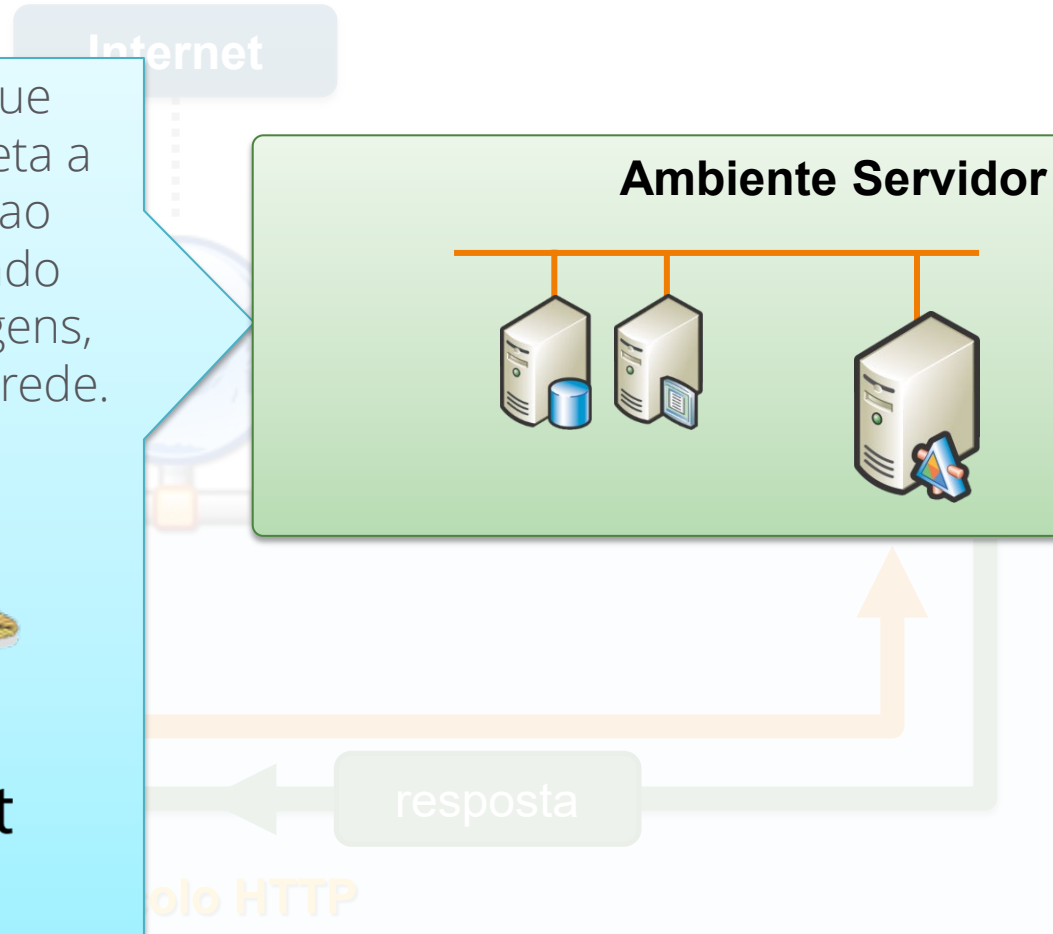 Internet
ue
eta a
ao
do
gens,
rede.
t
Ambiente Servidor
resposta
olo HTTP